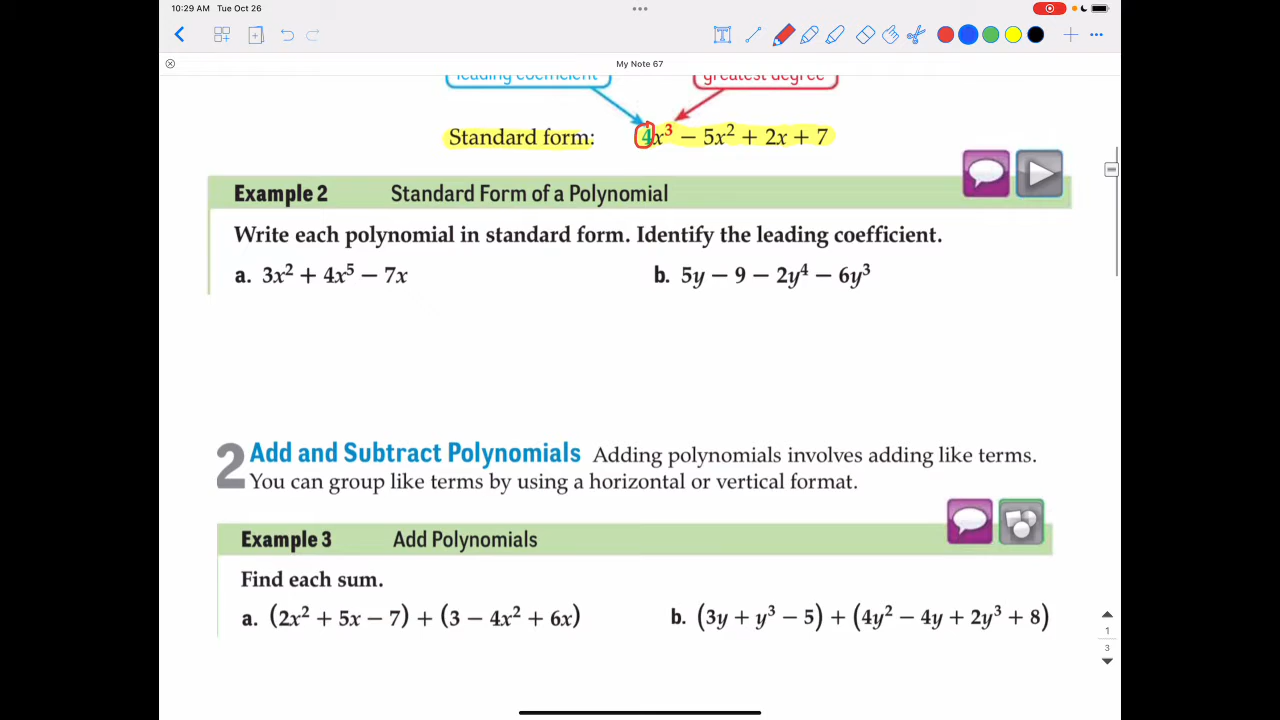 10:29 AM Tue Oct 26
My Note 67
leading coefficient
greatest degree
Standard form: 4x³ − 5x² + 2x + 7
Example 2 Standard Form of a Polynomial
Write each polynomial in standard form. Identify the leading coefficient.
a. 3x² + 4x⁵ − 7x b. 5y − 9 − 2y⁴ − 6y³
2 Add and Subtract Polynomials Adding polynomials involves adding like terms.
You can group like terms by using a horizontal or vertical format.
Example 3 Add Polynomials
Find each sum.
a. (2x² + 5x − 7) + (3 − 4x² + 6x) b. (3y + y³ − 5) + (4y² − 4y + 2y³ + 8)
1
3